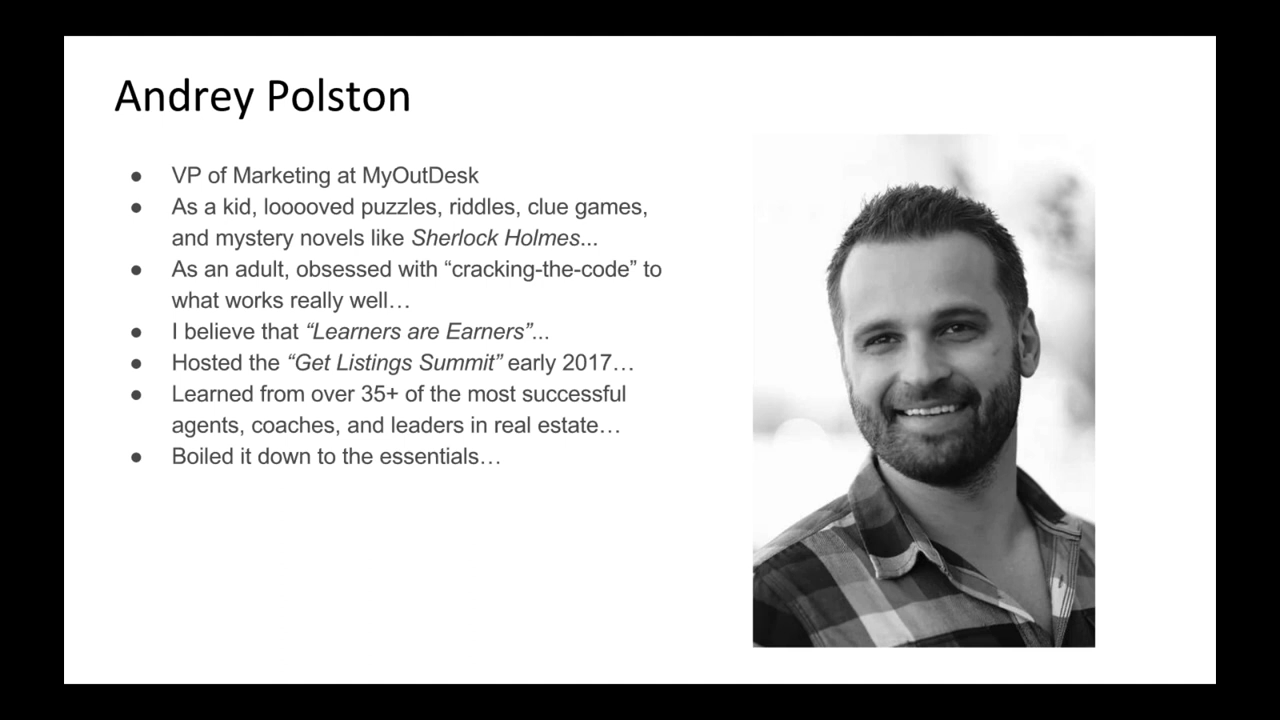 Andrey Polston
● VP of Marketing at MyOutDesk
● As a kid, looooved puzzles, riddles, clue games,
and mystery novels like Sherlock Holmes...
● As an adult, obsessed with “cracking-the-code” to
what works really well…
● I believe that “Learners are Earners”...
● Hosted the “Get Listings Summit” early 2017…
● Learned from over 35+ of the most successful
agents, coaches, and leaders in real estate…
● Boiled it down to the essentials…